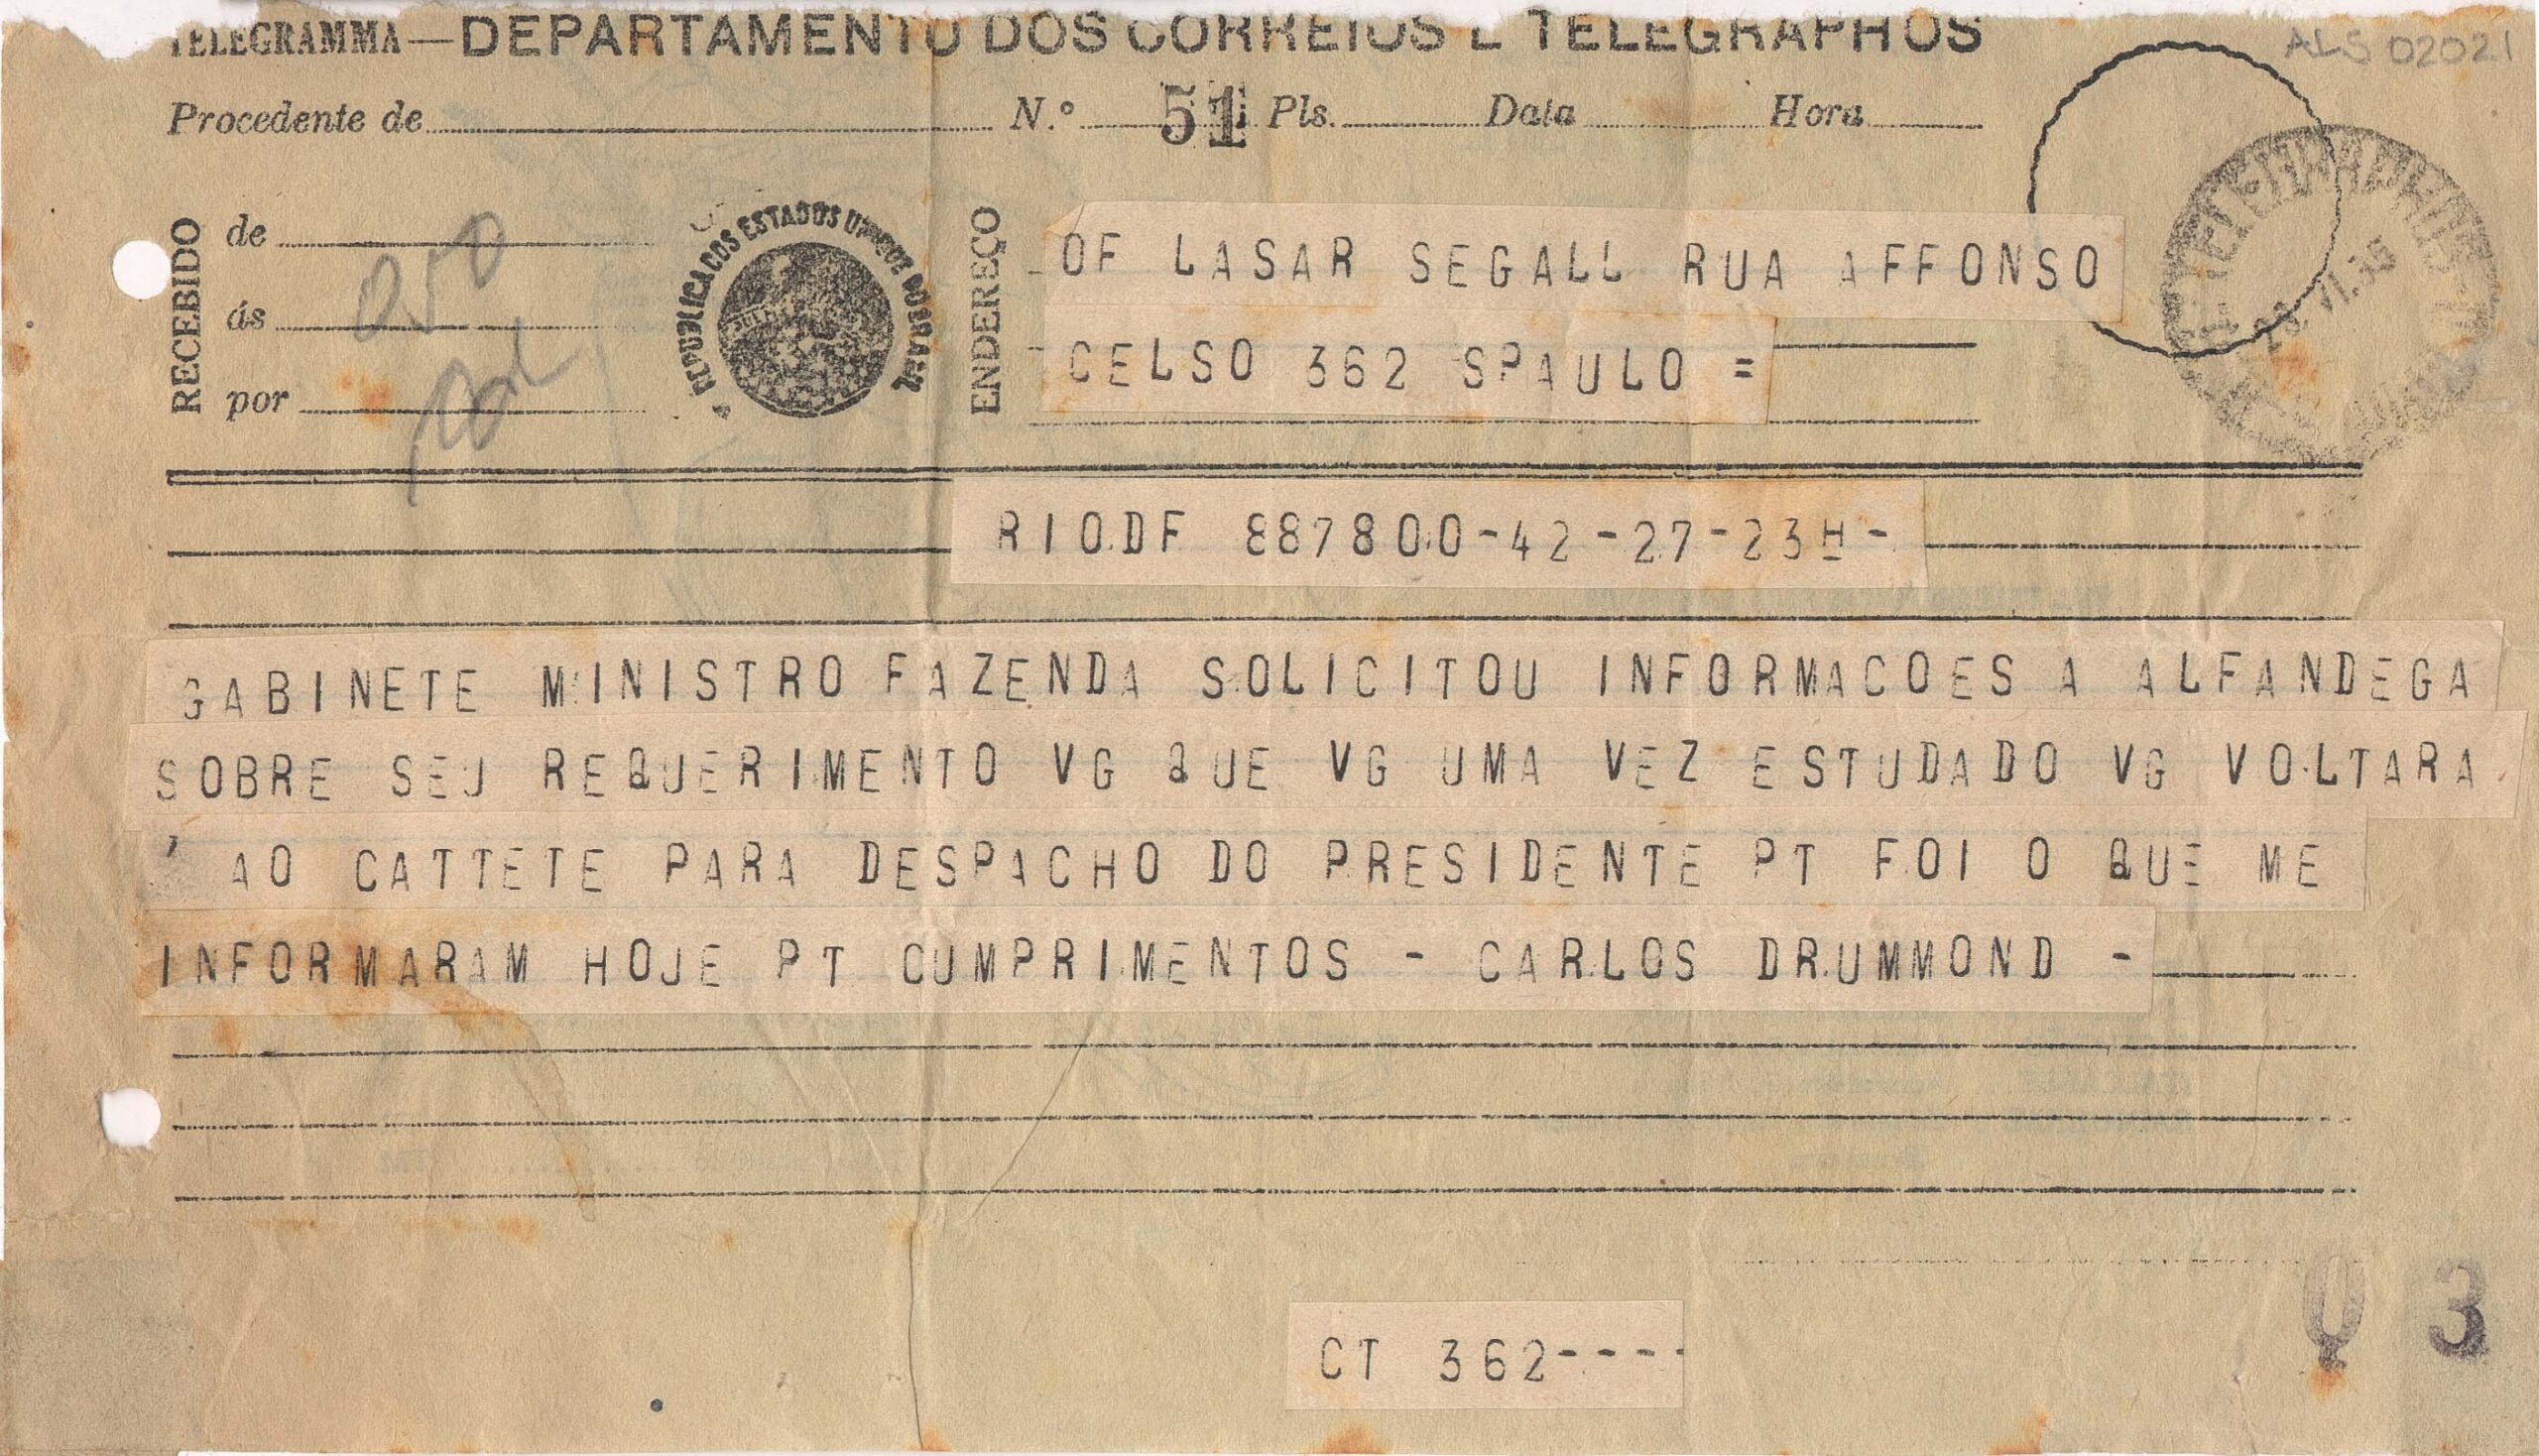 TELEGRAMMA — DEPARTAMENTO DOS CORREIOS E TELEGRAPHOS
ALS 02021
Procedente de N.º 51 Pls. Data Hora
RECEBIDO
de
ás
por
REPUBLICA DOS ESTADOS UNIDOS DO BRASIL
ENDEREÇO
OF LASAR SEGALL RUA AFFONSO
CELSO 362 SPAULO =
RIODF 887800-42-27-23H-
GABINETE MINISTRO FAZENDA SOLICITOU INFORMACOES A ALFANDEGA
SOBRE SEU REQUERIMENTO VG QUE VG UMA VEZ ESTUDADO VG VOLTARA
' AO CATTETE PARA DESPACHO DO PRESIDENTE PT FOI O QUE ME
INFORMARAM HOJE PT CUMPRIMENTOS - CARLOS DRUMMOND -
CT 362----
3